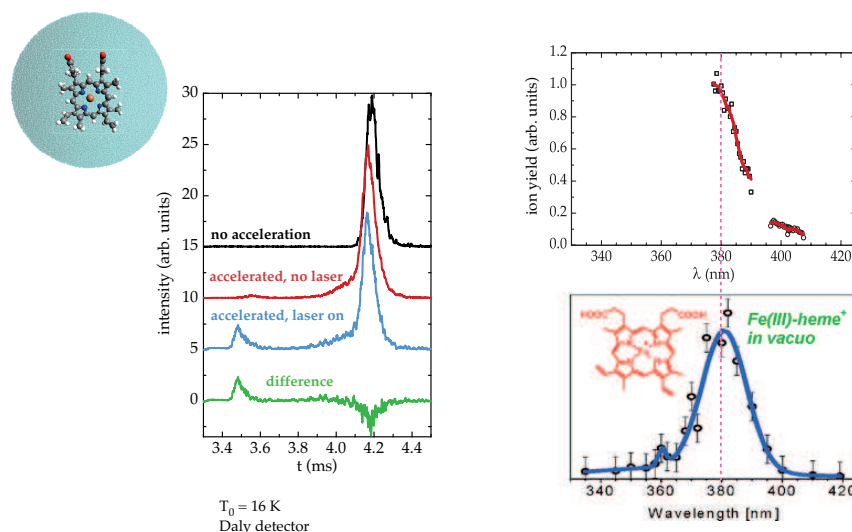 30
25
20
15
10
5
0
intensity (arb. units)
no acceleration
accelerated, no laser
accelerated, laser on
difference
3.4 3.6 3.8 4.0 4.2 4.4
t (ms)
T0 = 16 K
Daly detector
1.2
1.0
0.8
0.6
0.4
0.2
0.0
ion yield (arb. units)
340 360 380 400 420
λ (nm)
HOOC COOH
Fe(III)-heme+
in vacuo
340 360 380 400 420
Wavelength [nm]